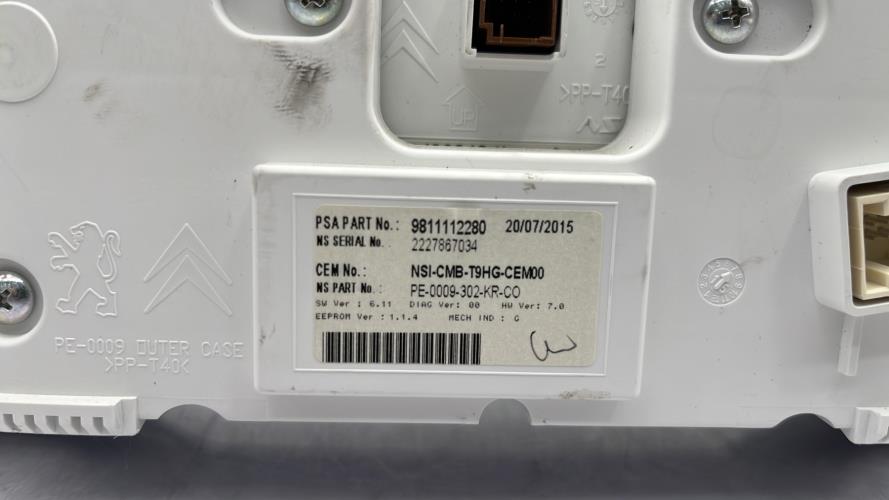 2
>PP-T40
UP
PSA PART No.: 9811112280 20/07/2015
NS SERIAL No. 2227867034
CEM No.: NSI-CMB-T9HG-CEM00
NS PART No.: PE-0009-302-KR-CO
SW Ver : 6.11 DIAG Ver: 00 HW Ver: 7.0
EEPROM Ver : 1.1.4 MECH IND : G
PE-0009 OUTER CASE
>PP-T40<